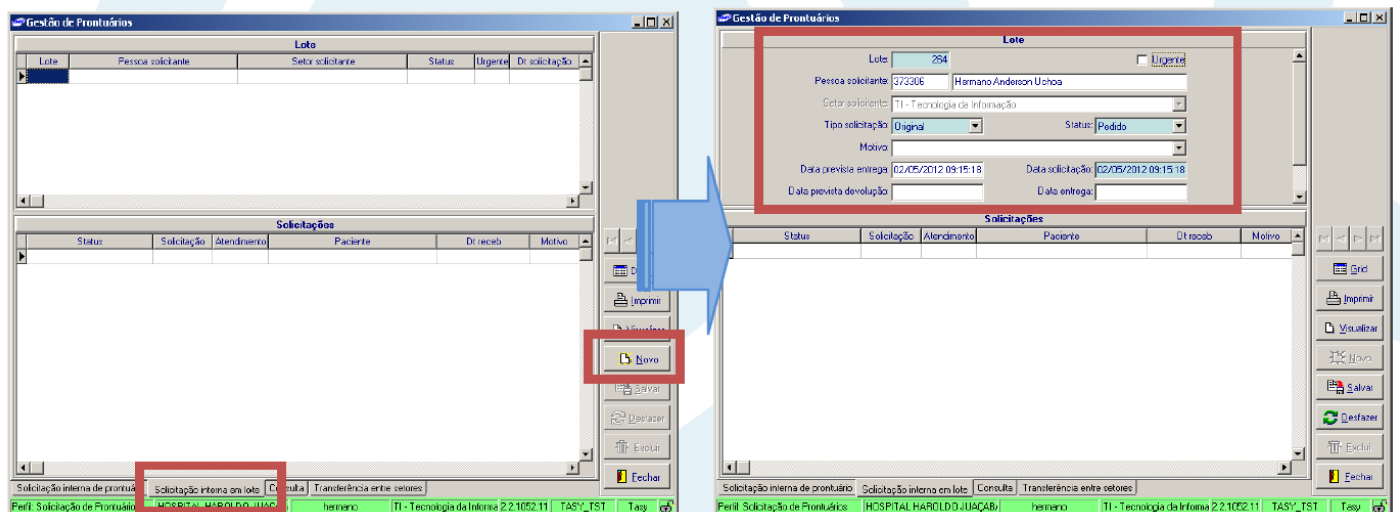 Gestão de Prontuários
Lote
Lote Pessoa solicitante Setor solicitante Status Urgente Dt solicitação
Solicitações
Status Solicitação Atendimento Paciente Dt receb Motivo
Imprimir
Novo
Salvar
Desfazer
Excluir
Fechar
Solicitação interna de prontuá Solicitação interna em lote Consulta Transferência entre setores
Perfil: Solicitação de Prontuário HOSPITAL HAROLDO JUAÇAB hermano TI - Tecnologia da Informa 2.2.1052.11 TASY_TST Tasy
Gestão de Prontuários
Lote
Lote: 264 Urgente
Pessoa solicitante: 373306 Hermano Anderson Uchoa
Setor solicitante: TI - Tecnologia da Informação
Tipo solicitação: Original Status: Pedido
Motivo:
Data prevista entrega: 02/05/2012 09:15:18 Data solicitação: 02/05/2012 09:15:18
Data prevista devolução: Data entrega:
Solicitações
Status Solicitação Atendimento Paciente Dt receb Motivo
Grid
Imprimir
Visualizar
Novo
Salvar
Desfazer
Excluir
Fechar
Solicitação interna de prontuário Solicitação interna em lote Consulta Transferência entre setores
Perfil: Solicitação de Prontuários HOSPITAL HAROLDO JUAÇAB hermano TI - Tecnologia da Informa 2.2.1052.11 TASY_TST Tasy